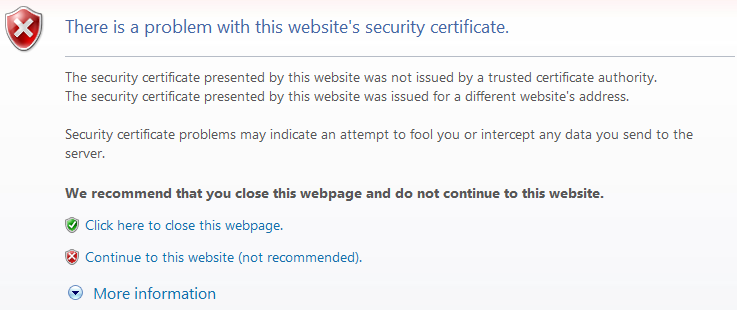 There is a problem with this website's security certificate.
The security certificate presented by this website was not issued by a trusted certificate authority.
The security certificate presented by this website was issued for a different website's address.
Security certificate problems may indicate an attempt to fool you or intercept any data you send to the
server.
We recommend that you close this webpage and do not continue to this website.
Click here to close this webpage.
Continue to this website (not recommended).
More information